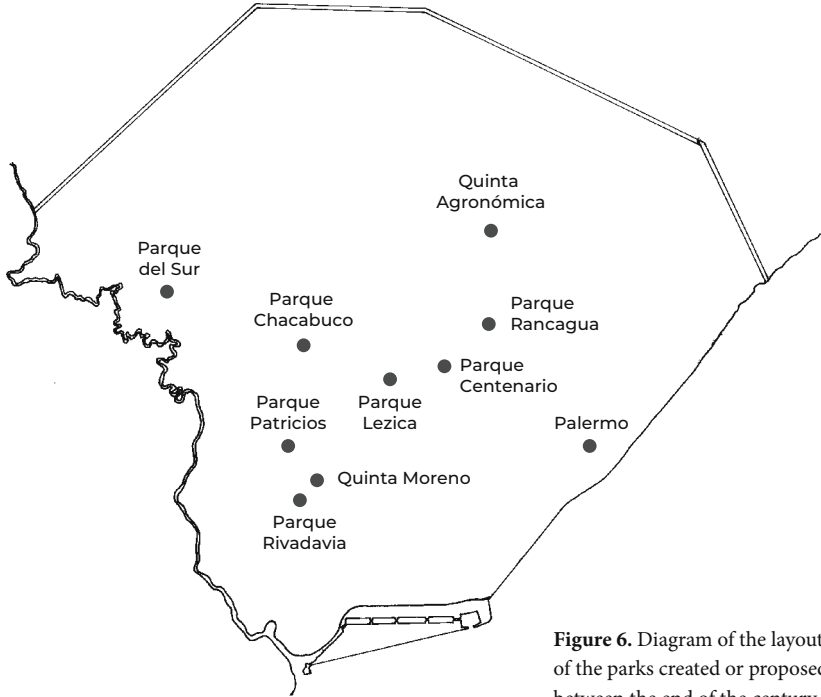 Quinta
Agronómica
Parque
del Sur
Parque
Chacabuco
Parque
Rancagua
Parque
Centenario
Parque
Lezica
Parque
Patricios
Palermo
Quinta Moreno
Parque
Rivadavia
Figure 6. Diagram of the layout
of the parks created or proposed